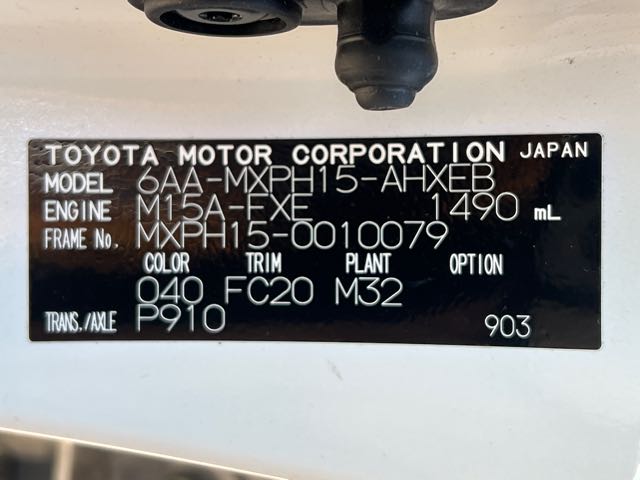 TOYOTA MOTOR CORPORATION JAPAN
MODEL 6AA-MXPH15-AHXEB
ENGINE M15A-FXE 1490 mL
FRAME No. MXPH15-0010079
COLOR TRIM PLANT OPTION
040 FC20 M32
TRANS./AXLE P910 903